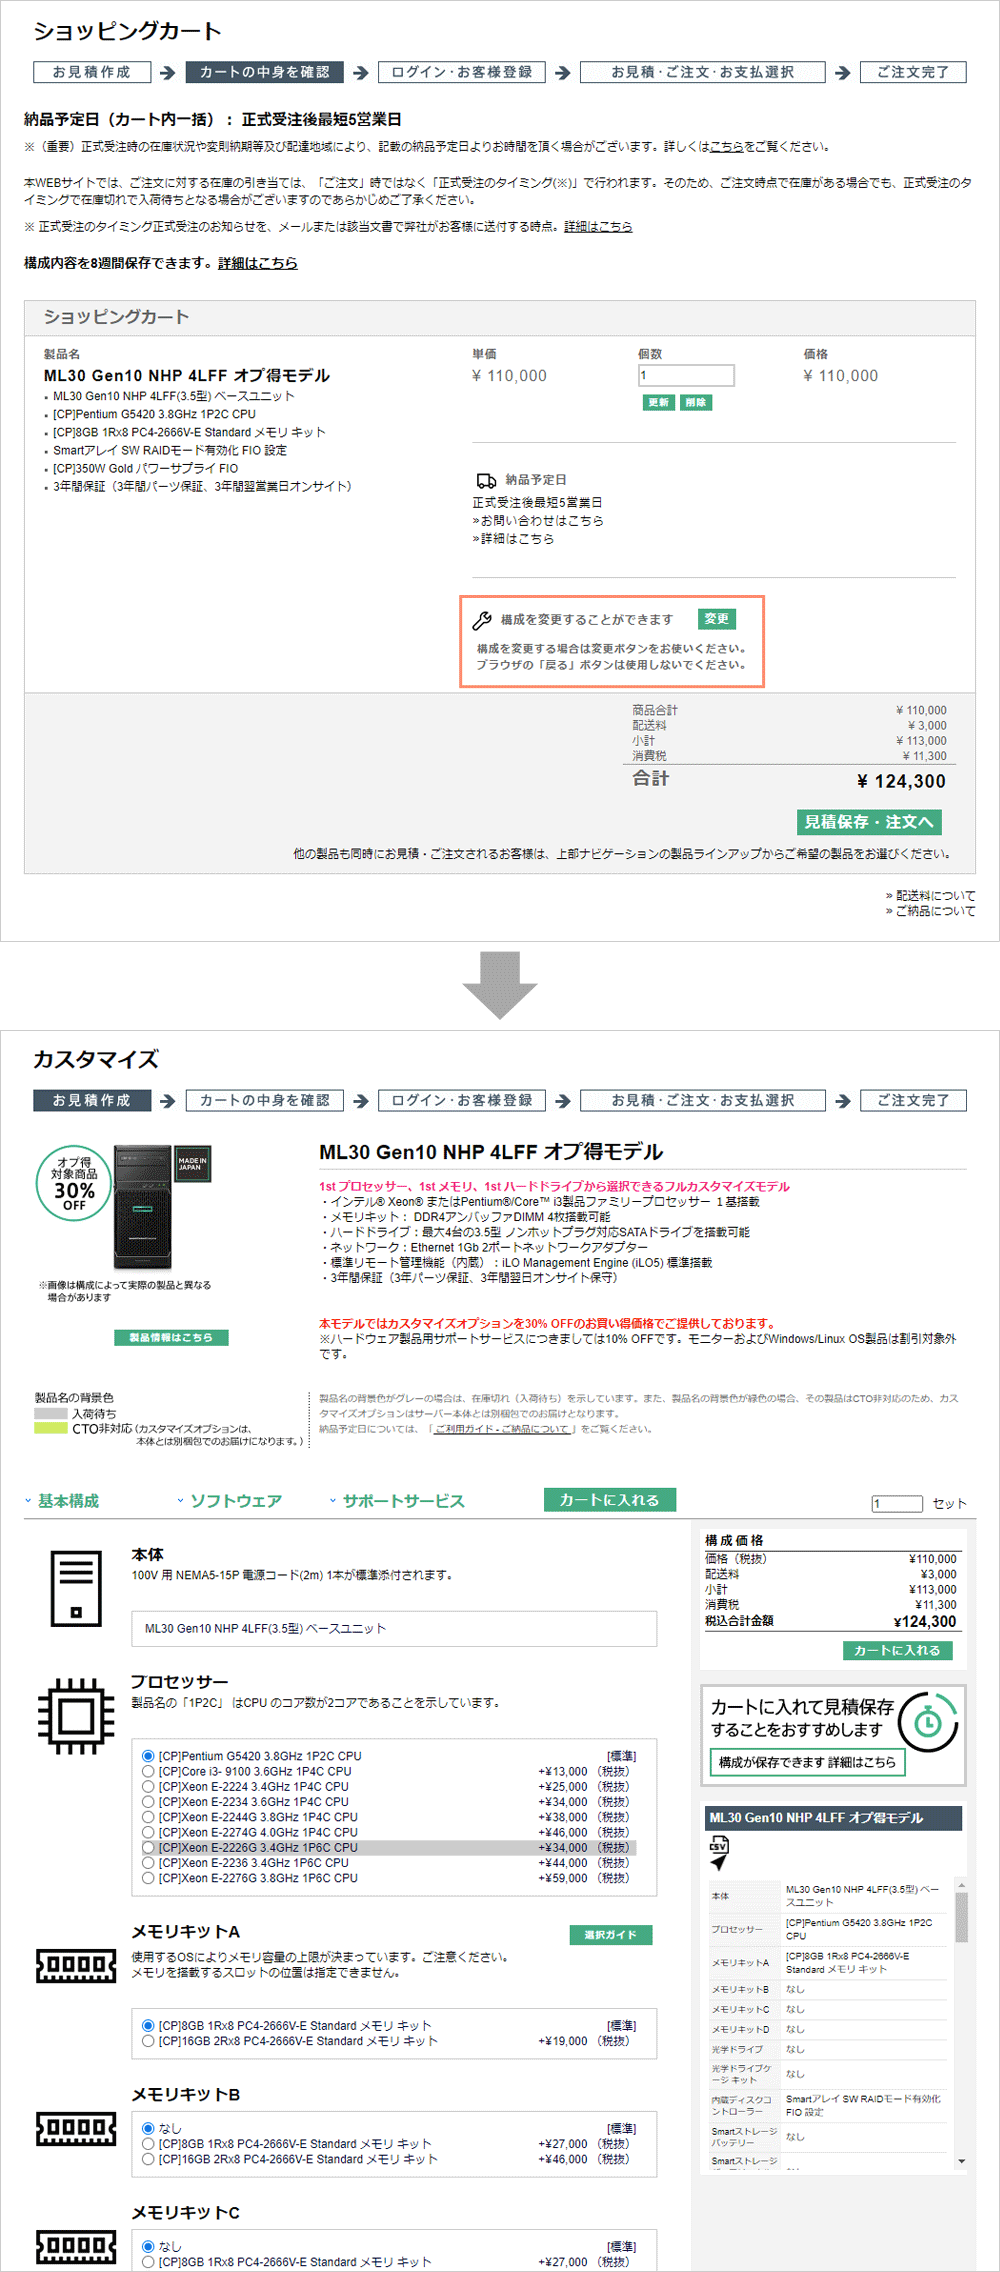 ショッピングカート
お見積作成
カートの中身を確認
ログイン・お客様登録
お見積・ご注文・お支払選択
ご注文完了
納品予定日（カート内一括）： 正式受注後最短5営業日
※（重要）正式受注時の在庫状況や変則納期等及び配達地域により、記載の納品予定日よりお時間を頂く場合がございます。詳しくはこちらをご覧ください。
本WEBサイトでは、ご注文に対する在庫の引き当ては、「ご注文」時ではなく「正式受注のタイミング(※)」で行われます。そのため、ご注文時点で在庫がある場合でも、正式受注のタ
イミングで在庫切れで入荷待ちとなる場合がございますのであらかじめご了承ください。
※ 正式受注のタイミング正式受注のお知らせを、メールまたは該当文書で弊社がお客様に送付する時点。詳細はこちら
構成内容を8週間保存できます。詳細はこちら
ショッピングカート
製品名
ML30 Gen10 NHP 4LFF オプ得モデル
• ML30 Gen10 NHP 4LFF(3.5型) ベースユニット
• [CP]Pentium G5420 3.8GHz 1P2C CPU
• [CP]8GB 1Rx8 PC4-2666V-E Standard メモリ キット
• Smartアレイ SW RAIDモード有効化 FIO 設定
• [CP]350W Gold パワーサプライ FIO
• 3年間保証（3年間パーツ保証、3年間翌営業日オンサイト）
単価
¥ 110,000
個数
1
更新 削除
価格
¥ 110,000
納品予定日
正式受注後最短5営業日
»お問い合わせはこちら
»詳細はこちら
構成を変更することができます 変更
構成を変更する場合は変更ボタンをお使いください。
ブラウザの「戻る」ボタンは使用しないでください。
商品合計 ¥ 110,000
配送料 ¥ 3,000
小計 ¥ 113,000
消費税 ¥ 11,300
合計 ¥ 124,300
見積保存・注文へ
他の製品も同時にお見積・ご注文されるお客様は、上部ナビゲーションの製品ラインアップからご希望の製品をお選びください。
» 配送料について
» ご納品について
カスタマイズ
お見積作成
カートの中身を確認
ログイン・お客様登録
お見積・ご注文・お支払選択
ご注文完了
オプ得
対象商品
30%
OFF
MADE IN
JAPAN
※画像は構成によって実際の製品と異なる
場合があります
製品情報はこちら
ML30 Gen10 NHP 4LFF オプ得モデル
1st プロセッサー、1st メモリ、1st ハードドライブから選択できるフルカスタマイズモデル
・インテル® Xeon® またはPentium®/Core™ i3製品ファミリープロセッサー １基搭載
・メモリキット： DDR4アンバッファDIMM 4枚搭載可能
・ハードドライブ：最大4台の3.5型 ノンホットプラグ対応SATAドライブを搭載可能
・ネットワーク：Ethernet 1Gb 2ポートネットワークアダプター
・標準リモート管理機能（内蔵）：iLO Management Engine (iLO5) 標準搭載
・3年間保証（3年パーツ保証、3年間翌日オンサイト保守）
本モデルではカスタマイズオプションを30% OFFのお買い得価格でご提供しております。
※ハードウェア製品用サポートサービスにつきましては10% OFFです。モニターおよびWindows/Linux OS製品は割引対象外
です。
製品名の背景色
入荷待ち
CTO非対応（カスタマイズオプションは、
本体とは別梱包でのお届けになります。）
製品名の背景色がグレーの場合は、在庫切れ（入荷待ち）を示しています。また、製品名の背景色が緑色の場合、その製品はCTO非対応のため、カス
タマイズオプションはサーバー本体とは別梱包でのお届けとなります。
納品予定日については、「 ご利用ガイド - ご納品について 」をご覧ください。
基本構成
ソフトウェア
サポートサービス
カートに入れる
1 セット
本体
100V 用 NEMA5-15P 電源コード(2m) 1本が標準添付されます。
ML30 Gen10 NHP 4LFF(3.5型) ベースユニット
プロセッサー
製品名の「1P2C」 はCPU のコア数が2コアであることを示しています。
[CP]Pentium G5420 3.8GHz 1P2C CPU [標準]
[CP]Core i3- 9100 3.6GHz 1P4C CPU +¥13,000 （税抜）
[CP]Xeon E-2224 3.4GHz 1P4C CPU +¥25,000 （税抜）
[CP]Xeon E-2234 3.6GHz 1P4C CPU +¥34,000 （税抜）
[CP]Xeon E-2244G 3.8GHz 1P4C CPU +¥38,000 （税抜）
[CP]Xeon E-2274G 4.0GHz 1P4C CPU +¥46,000 （税抜）
[CP]Xeon E-2226G 3.4GHz 1P6C CPU +¥34,000 （税抜）
[CP]Xeon E-2236 3.4GHz 1P6C CPU +¥44,000 （税抜）
[CP]Xeon E-2276G 3.8GHz 1P6C CPU +¥59,000 （税抜）
メモリキットA
選択ガイド
使用するOSによりメモリ容量の上限が決まっています。ご注意ください。
メモリを搭載するスロットの位置は指定できません。
[CP]8GB 1Rx8 PC4-2666V-E Standard メモリ キット [標準]
[CP]16GB 2Rx8 PC4-2666V-E Standard メモリ キット +¥19,000 （税抜）
メモリキットB
なし [標準]
[CP]8GB 1Rx8 PC4-2666V-E Standard メモリ キット +¥27,000 （税抜）
[CP]16GB 2Rx8 PC4-2666V-E Standard メモリ キット +¥46,000 （税抜）
メモリキットC
なし [標準]
[CP]8GB 1Rx8 PC4-2666V-E Standard メモリ キット +¥27,000 （税抜）
構成価格
価格（税抜） ¥110,000
配送料 ¥3,000
小計 ¥113,000
消費税 ¥11,300
税込合計金額 ¥124,300
カートに入れる
カートに入れて見積保存
することをおすすめします
構成が保存できます 詳細はこちら
ML30 Gen10 NHP 4LFF オプ得モデル
CSV
本体 ML30 Gen10 NHP 4LFF(3.5型) ベー
スユニット
プロセッサー [CP]Pentium G5420 3.8GHz 1P2C
CPU
メモリキットA [CP]8GB 1Rx8 PC4-2666V-E
Standard メモリ キット
メモリキットB なし
メモリキットC なし
メモリキットD なし
光学ドライブ なし
光学ドライブケ
ージ キット なし
内蔵ディスクコ
ントローラー Smartアレイ SW RAIDモード有効化
FIO 設定
Smartストレージ
バッテリー なし
Smartストレージ